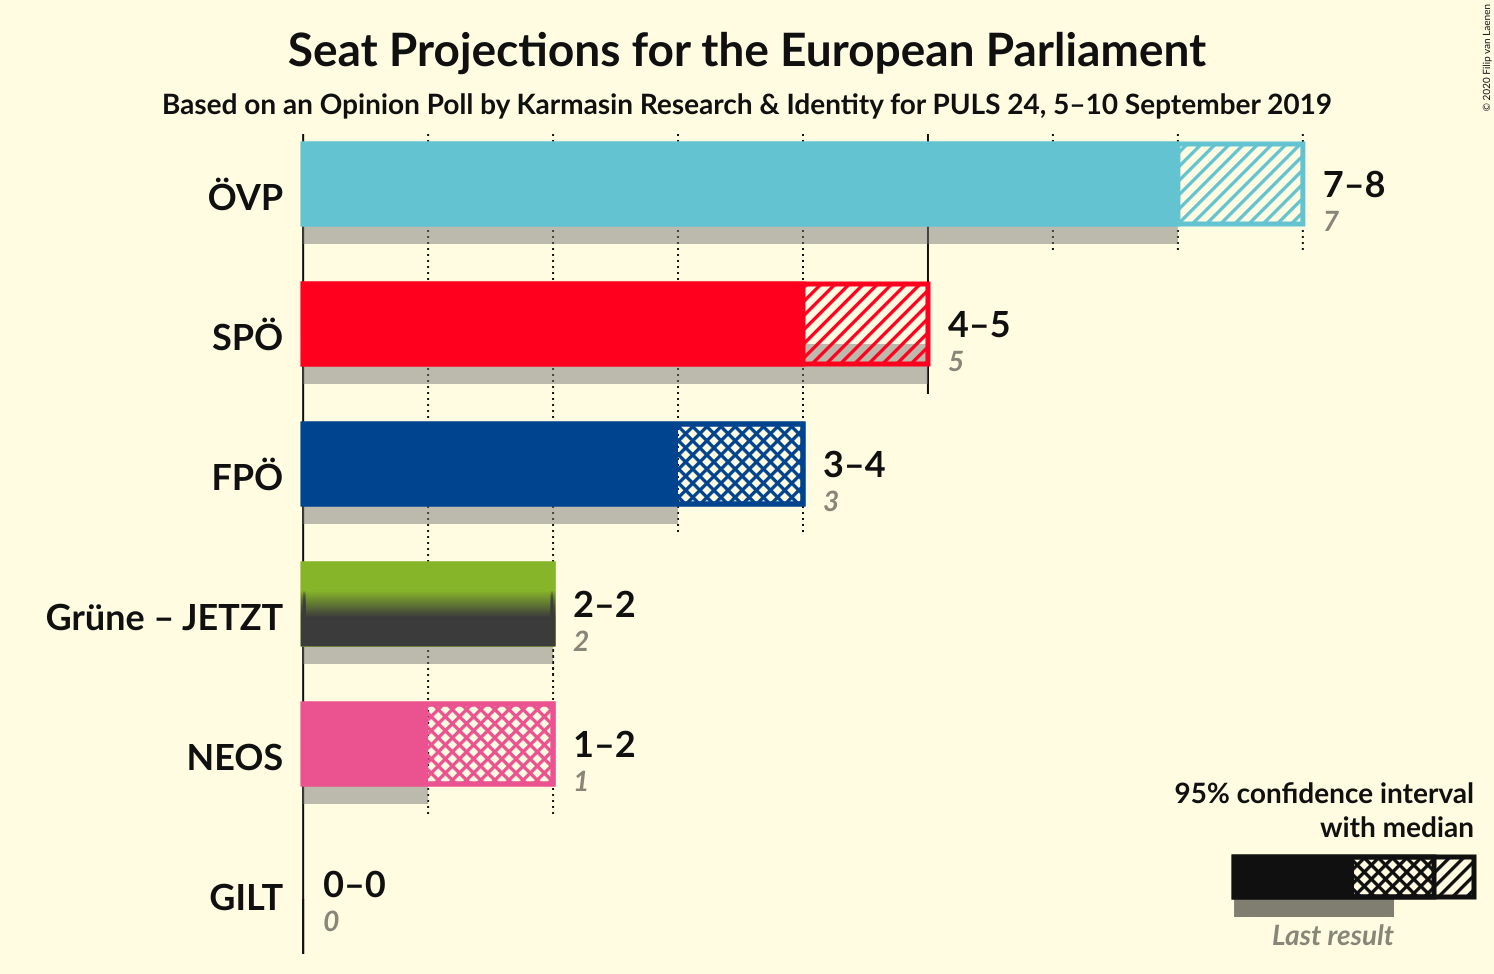 Seat Projections for the European Parliament
Based on an Opinion Poll by Karmasin Research & Identity for PULS 24, 5–10 September 2019
© 2020 Filip van Laenen
ÖVP
7–8
7
SPÖ
4–5
5
FPÖ
3–4
3
Grüne – JETZT
2–2
2
NEOS
1–2
1
GILT
0–0
0
95% confidence interval
with median
Last result